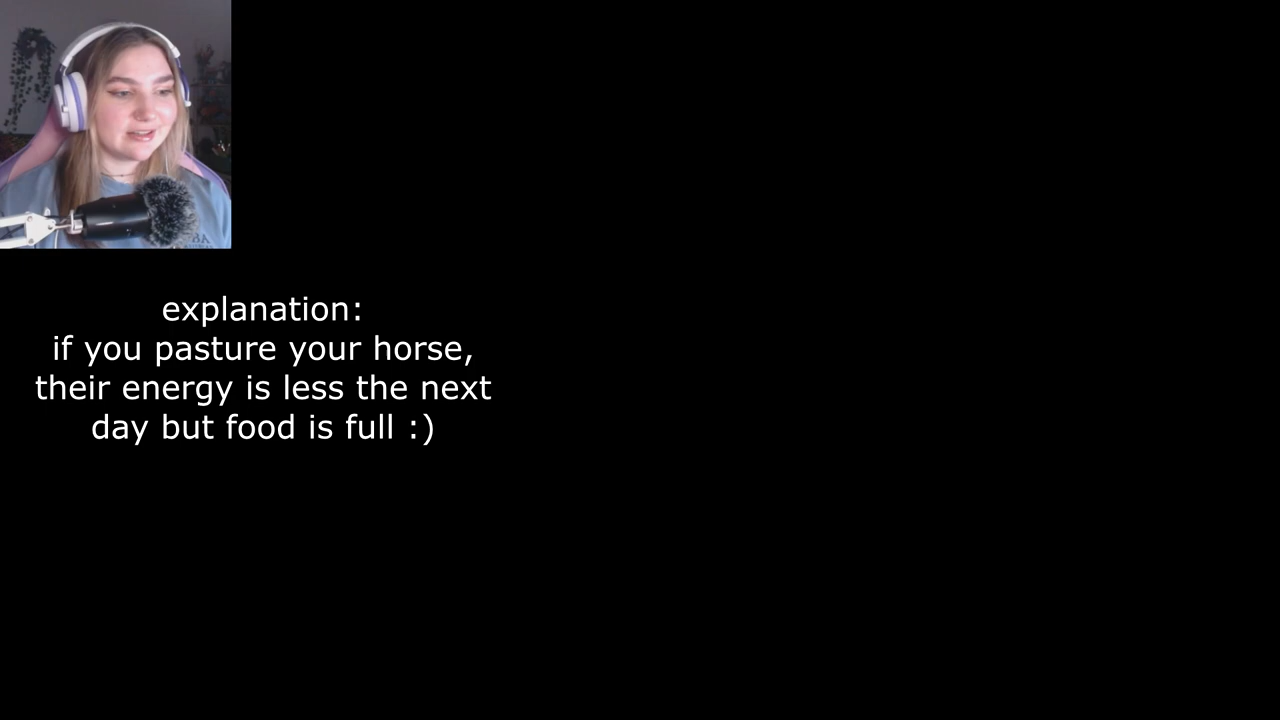 explanation:
if you pasture your horse,
their energy is less the next
day but food is full :)